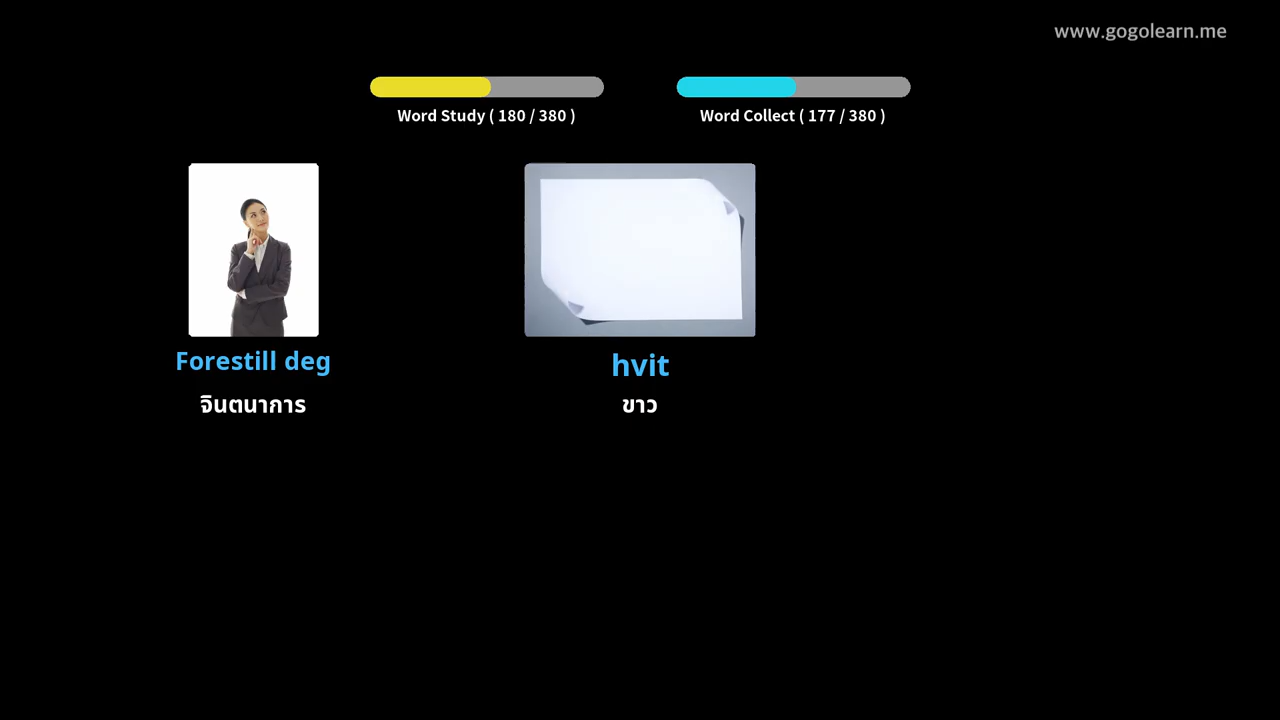 www.gogolearn.me
Word Study ( 180 / 380 )
Word Collect ( 177 / 380 )
Forestill deg
จินตนาการ
hvit
ขาว